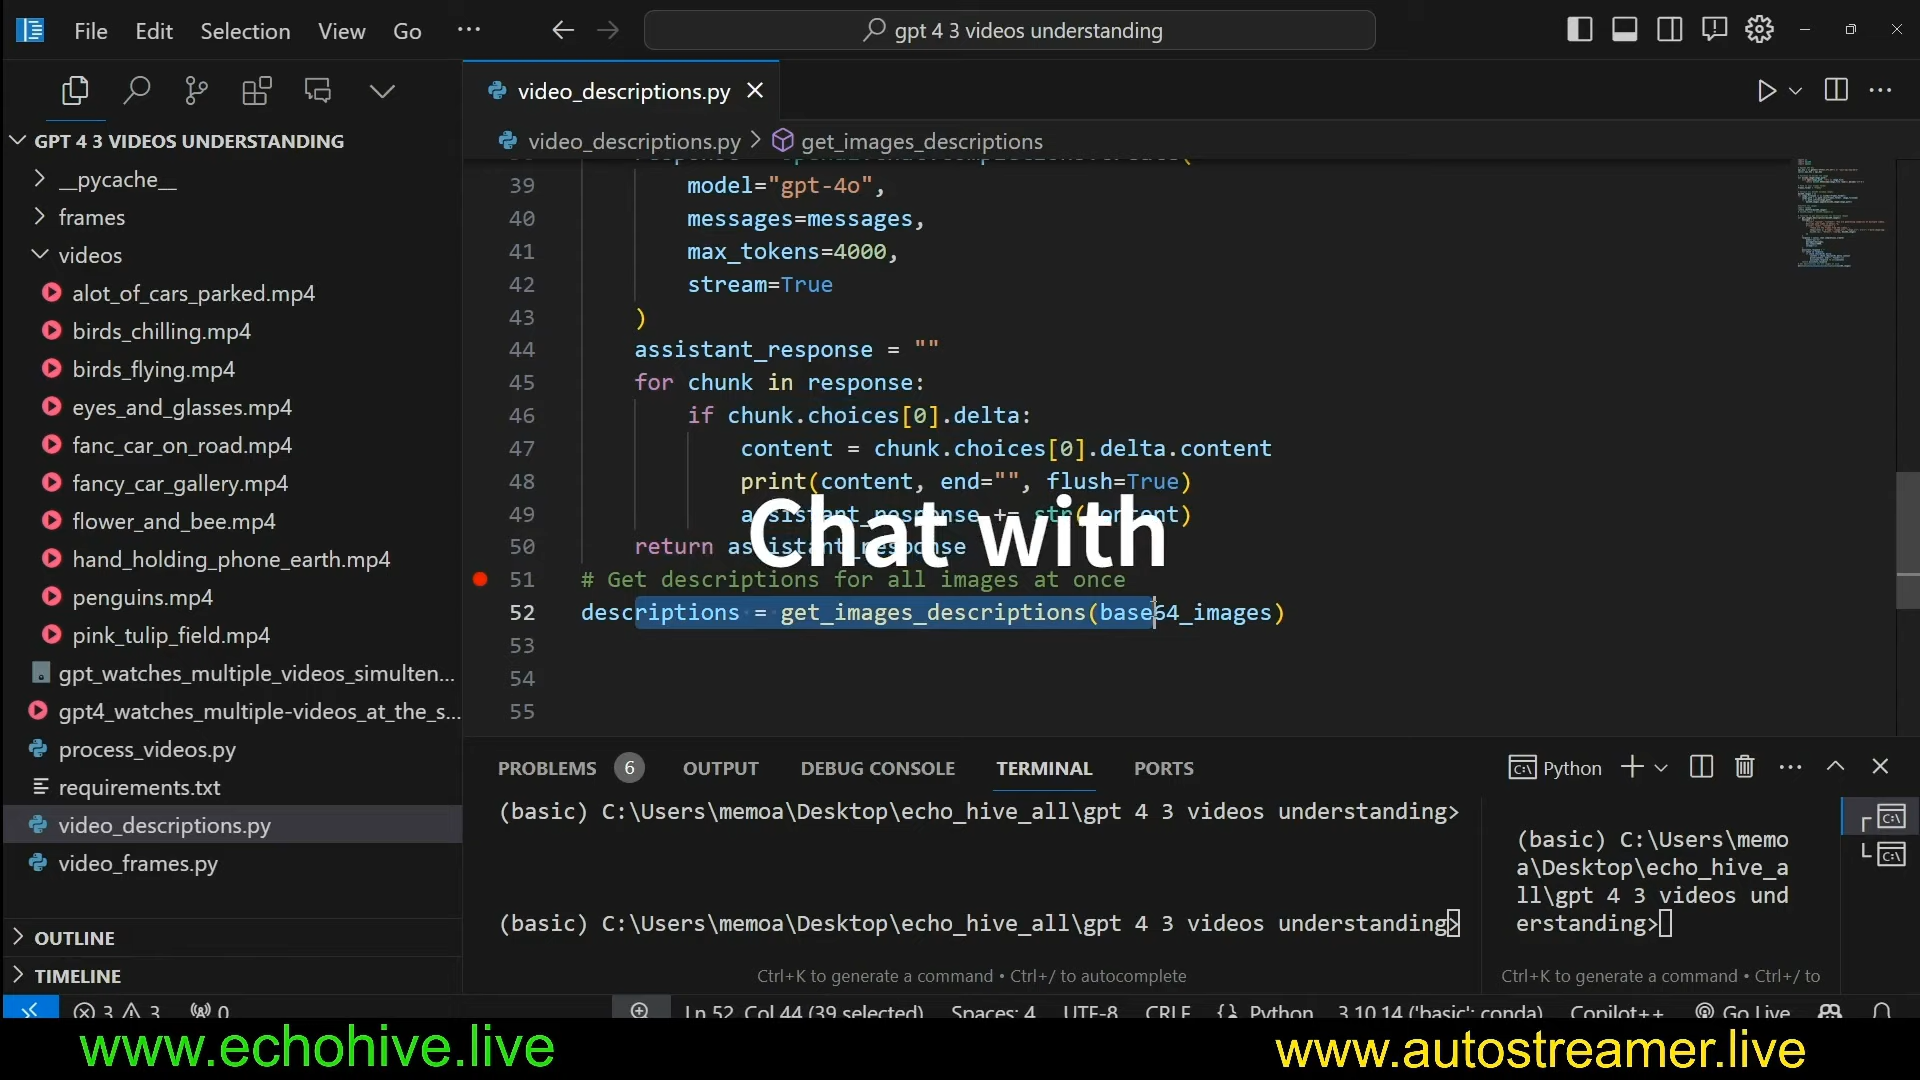 File Edit Selection View Go ···
gpt 4 3 videos understanding
GPT 4 3 VIDEOS UNDERSTANDING
__pycache__
frames
videos
alot_of_cars_parked.mp4
birds_chilling.mp4
birds_flying.mp4
eyes_and_glasses.mp4
fanc_car_on_road.mp4
fancy_car_gallery.mp4
flower_and_bee.mp4
hand_holding_phone_earth.mp4
penguins.mp4
pink_tulip_field.mp4
gpt_watches_multiple_videos_simulten...
gpt4_watches_multiple-videos_at_the_s...
process_videos.py
requirements.txt
video_descriptions.py
video_frames.py
OUTLINE
TIMELINE
video_descriptions.py
video_descriptions.py > get_images_descriptions
39 model="gpt-4o",
40 messages=messages,
41 max_tokens=4000,
42 stream=True
43 )
44 assistant_response = ""
45 for chunk in response:
46 if chunk.choices[0].delta:
47 content = chunk.choices[0].delta.content
48 print(content, end="", flush=True)
49 assistant_response += str(content)
50 return assistant_response
51 # Get descriptions for all images at once
52 descriptions = get_images_descriptions(base64_images)
53
54
55
Chat with
PROBLEMS 6 OUTPUT DEBUG CONSOLE TERMINAL PORTS
Python
(basic) C:\Users\memoa\Desktop\echo_hive_all\gpt 4 3 videos understanding>
(basic) C:\Users\memoa\Desktop\echo_hive_all\gpt 4 3 videos understanding>
Ctrl+K to generate a command • Ctrl+/ to autocomplete
(basic) C:\Users\memo
a\Desktop\echo_hive_a
ll\gpt 4 3 videos und
erstanding>
Ctrl+K to generate a command • Ctrl+/ to
3 3 0
Ln 52, Col 44 (39 selected) Spaces: 4 UTF-8 CRLF {} Python 3.10.14 ('basic': conda) Copilot++ Go Live
www.echohive.live
www.autostreamer.live